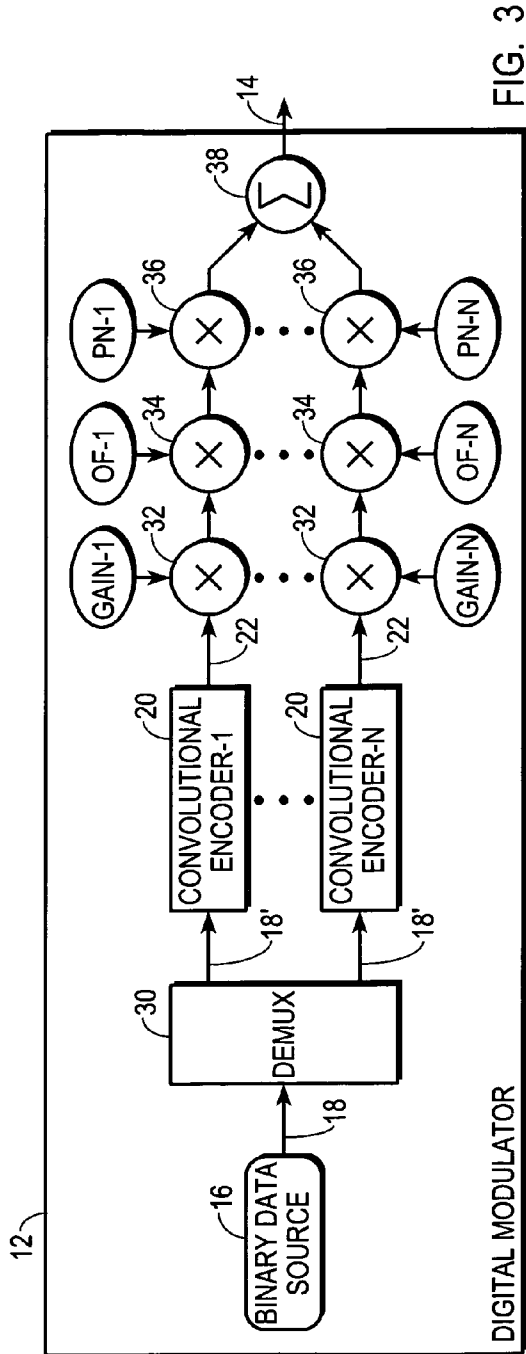 12
DIGITAL MODULATOR
16
BINARY DATA
SOURCE
18
30
DEMUX
18'
18'
20
CONVOLUTIONAL
ENCODER-1
20
CONVOLUTIONAL
ENCODER-N
22
22
GAIN-1
OF-1
PN-1
32
34
36
×
×
×
32
34
36
×
×
×
GAIN-N
OF-N
PN-N
38
Σ
14
FIG. 3